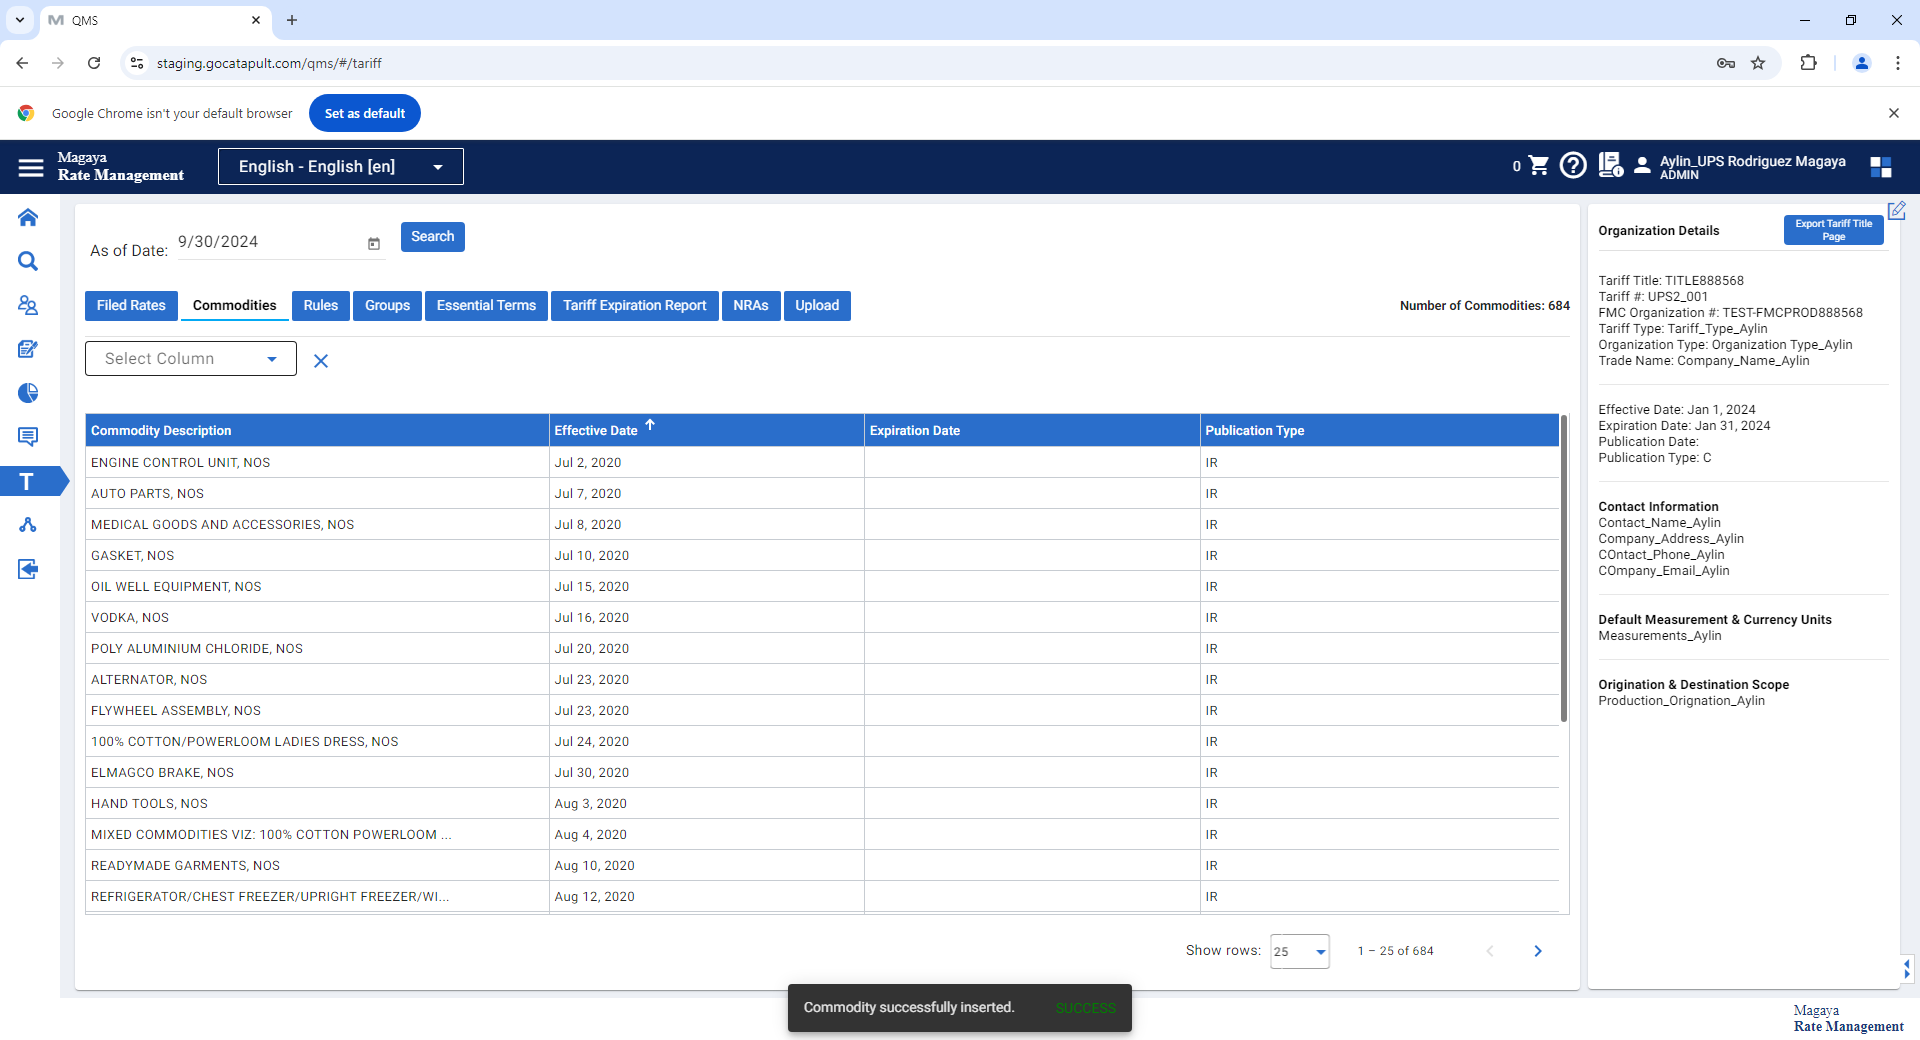 QMS
staging.gocatapult.com/qms/#/tariff
Google Chrome isn't your default browser
Set as default
Magaya
Rate Management
English - English [en]
0
Aylin_UPS Rodriguez Magaya
ADMIN
As of Date:
9/30/2024
Search
Filed Rates
Commodities
Rules
Groups
Essential Terms
Tariff Expiration Report
NRAs
Upload
Number of Commodities: 684
Select Column
Commodity Description
Effective Date
Expiration Date
Publication Type
ENGINE CONTROL UNIT, NOS
Jul 2, 2020
IR
AUTO PARTS, NOS
Jul 7, 2020
IR
MEDICAL GOODS AND ACCESSORIES, NOS
Jul 8, 2020
IR
GASKET, NOS
Jul 10, 2020
IR
OIL WELL EQUIPMENT, NOS
Jul 15, 2020
IR
VODKA, NOS
Jul 16, 2020
IR
POLY ALUMINIUM CHLORIDE, NOS
Jul 20, 2020
IR
ALTERNATOR, NOS
Jul 23, 2020
IR
FLYWHEEL ASSEMBLY, NOS
Jul 23, 2020
IR
100% COTTON/POWERLOOM LADIES DRESS, NOS
Jul 24, 2020
IR
ELMAGCO BRAKE, NOS
Jul 30, 2020
IR
HAND TOOLS, NOS
Aug 3, 2020
IR
MIXED COMMODITIES VIZ: 100% COTTON POWERLOOM ...
Aug 4, 2020
IR
READYMADE GARMENTS, NOS
Aug 10, 2020
IR
REFRIGERATOR/CHEST FREEZER/UPRIGHT FREEZER/WI...
Aug 12, 2020
IR
Show rows:
25
1 – 25 of 684
T
Organization Details
Export Tariff Title
Page
Tariff Title: TITLE888568
Tariff #: UPS2_001
FMC Organization #: TEST-FMCPROD888568
Tariff Type: Tariff_Type_Aylin
Organization Type: Organization Type_Aylin
Trade Name: Company_Name_Aylin
Effective Date: Jan 1, 2024
Expiration Date: Jan 31, 2024
Publication Date:
Publication Type: C
Contact Information
Contact_Name_Aylin
Company_Address_Aylin
COntact_Phone_Aylin
COmpany_Email_Aylin
Default Measurement & Currency Units
Measurements_Aylin
Origination & Destination Scope
Production_Orignation_Aylin
Commodity successfully inserted.
SUCCESS
Magaya
Rate Management